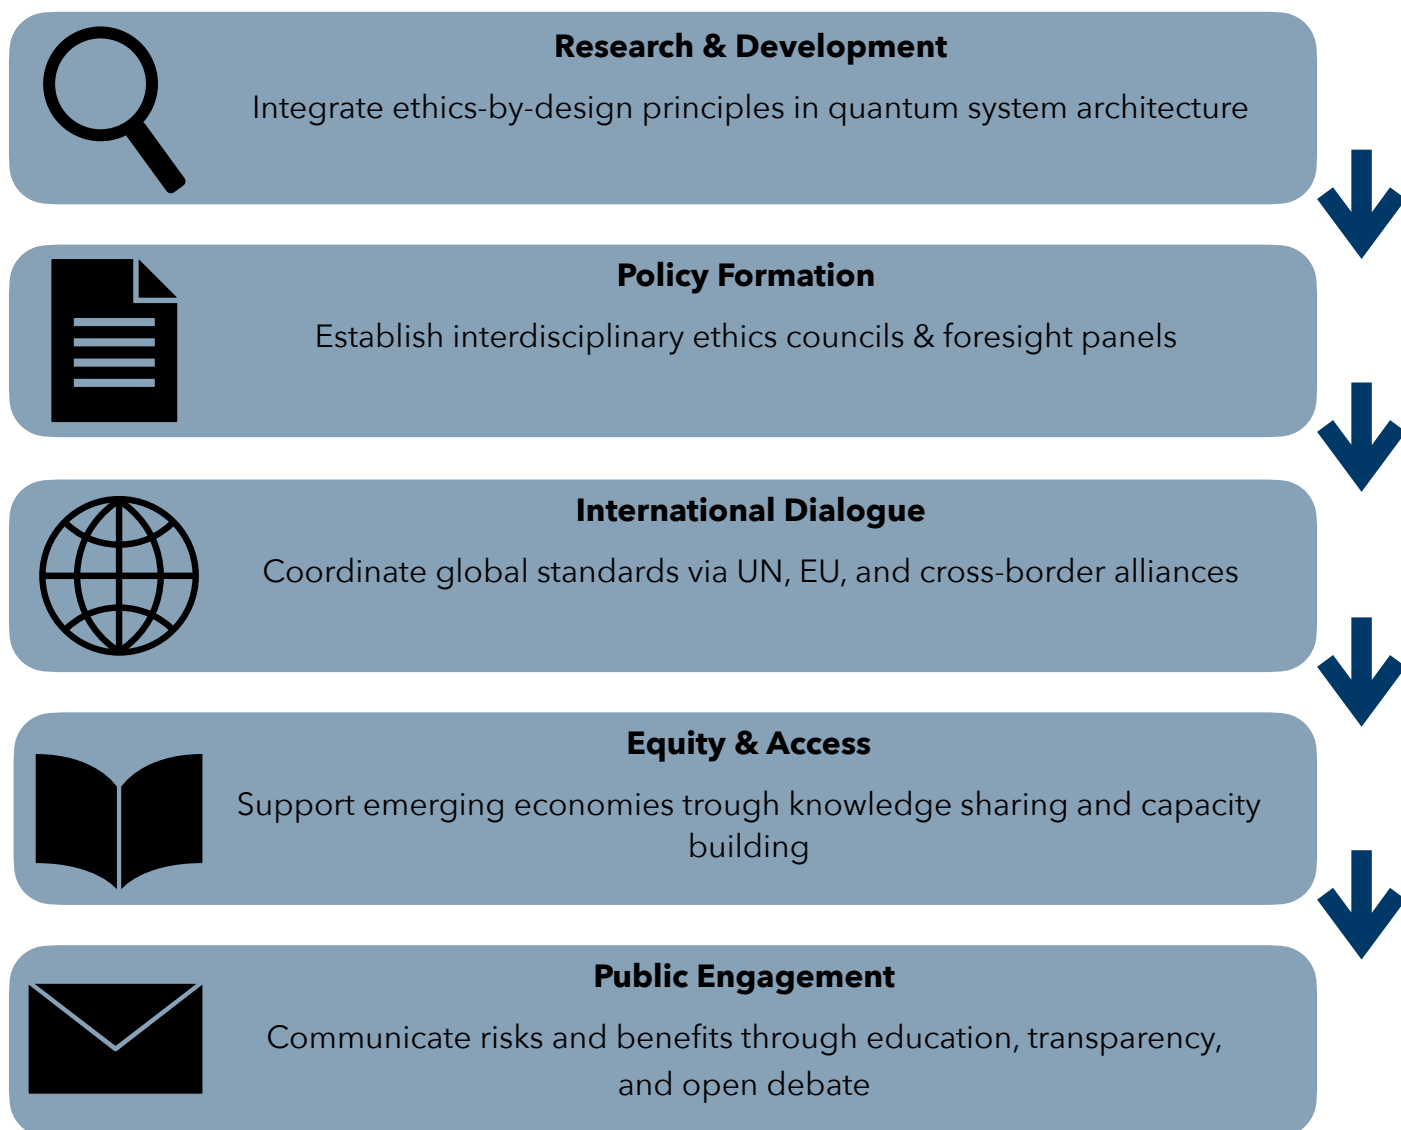 Research & Development
Integrate ethics-by-design principles in quantum system architecture
Policy Formation
Establish interdisciplinary ethics councils & foresight panels
International Dialogue
Coordinate global standards via UN, EU, and cross-border alliances
Equity & Access
Support emerging economies trough knowledge sharing and capacity
building
Public Engagement
Communicate risks and benefits through education, transparency,
and open debate